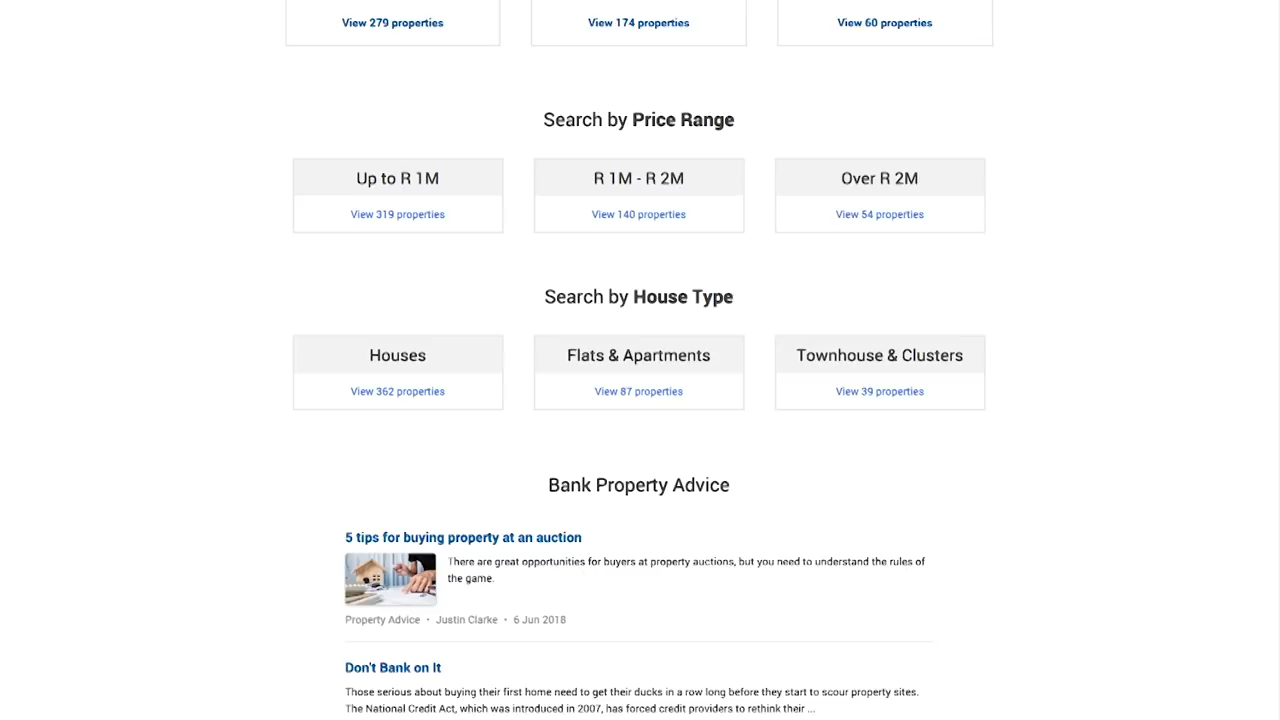 View 279 properties
View 174 properties
View 60 properties
Search by Price Range
Up to R 1M
R 1M - R 2M
Over R 2M
View 319 properties
View 140 properties
View 54 properties
Search by House Type
Houses
Flats & Apartments
Townhouse & Clusters
View 362 properties
View 87 properties
View 39 properties
Bank Property Advice
5 tips for buying property at an auction
There are great opportunities for buyers at property auctions, but you need to understand the rules of
the game.
Property Advice • Justin Clarke • 6 Jun 2018
Don't Bank on It
Those serious about buying their first home need to get their ducks in a row long before they start to scour property sites.
The National Credit Act, which was introduced in 2007, has forced credit providers to rethink their ...